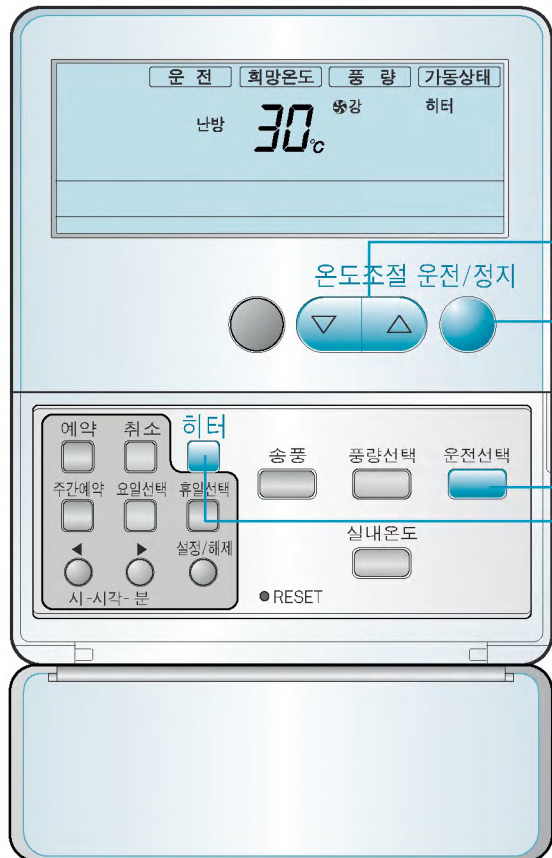 운 전 희망온도 풍 량 가동상태
난방 30°c 강 히터
온도조절 운전/정지
예약 취소 히터
송풍 풍량선택 운전선택
주간예약 요일선택 휴일선택
실내온도
설정/해제
시-시각-분
RESET